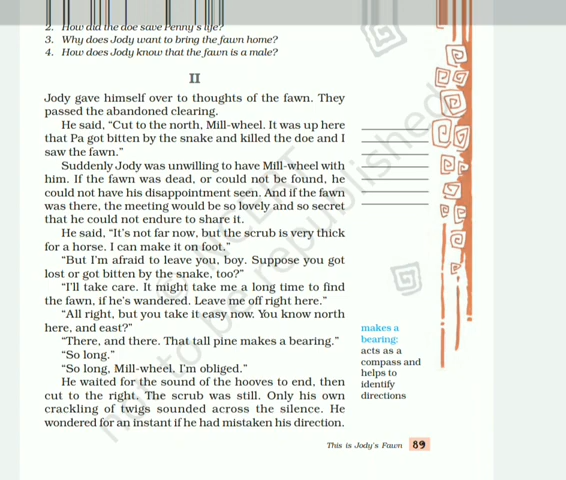 2. How did the doe save Penny's life?
3. Why does Jody want to bring the fawn home?
4. How does Jody know that the fawn is a male?
II
Jody gave himself over to thoughts of the fawn. They
passed the abandoned clearing.
He said, “Cut to the north, Mill-wheel. It was up here
that Pa got bitten by the snake and killed the doe and I
saw the fawn.”
Suddenly Jody was unwilling to have Mill-wheel with
him. If the fawn was dead, or could not be found, he
could not have his disappointment seen. And if the fawn
was there, the meeting would be so lovely and so secret
that he could not endure to share it.
He said, “It's not far now, but the scrub is very thick
for a horse. I can make it on foot.”
“But I'm afraid to leave you, boy. Suppose you got
lost or got bitten by the snake, too?”
“I'll take care. It might take me a long time to find
the fawn, if he's wandered. Leave me off right here.”
“All right, but you take it easy now. You know north
here, and east?”
“There, and there. That tall pine makes a bearing.”
“So long.”
“So long, Mill-wheel. I'm obliged.”
He waited for the sound of the hooves to end, then
cut to the right. The scrub was still. Only his own
crackling of twigs sounded across the silence. He
wondered for an instant if he had mistaken his direction.
makes a
bearing:
acts as a
compass and
helps to
identify
directions
This is Jody's Fawn 89
not to be republished